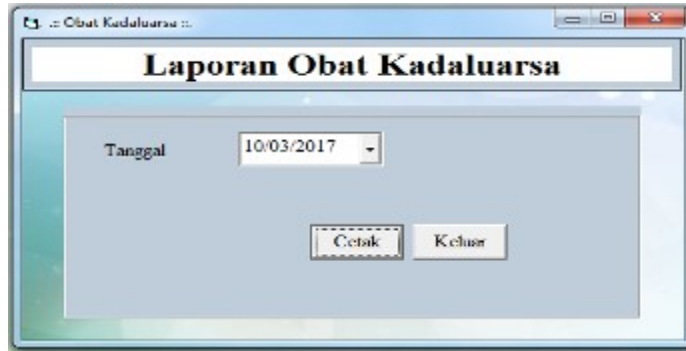 .:: Obat Kadaluarsa ::.
Laporan Obat Kadaluarsa
Tanggal 10/03/2017
Cetak Keluar